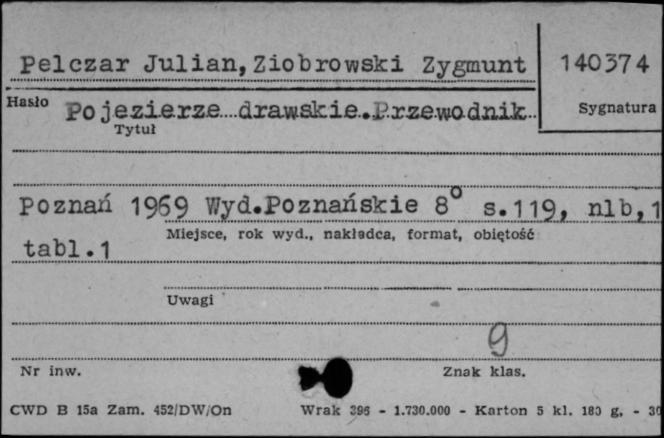 Pelczar Julian, Ziobrowski Zygmunt
140374
Hasło
Pojezierze drawskie. Przewodnik
Sygnatura
Tytuł
Poznań 1969 Wyd. Poznańskie 8° s.119, nlb,1
Miejsce, rok wyd., nakładca, format, objętość
tabl.1
Uwagi
9
Nr inw.
Znak klas.
CWD B 15a Zam. 452/DW/On Wrak 396 - 1.730.000 - Karton 5 kl. 180 g. - 30